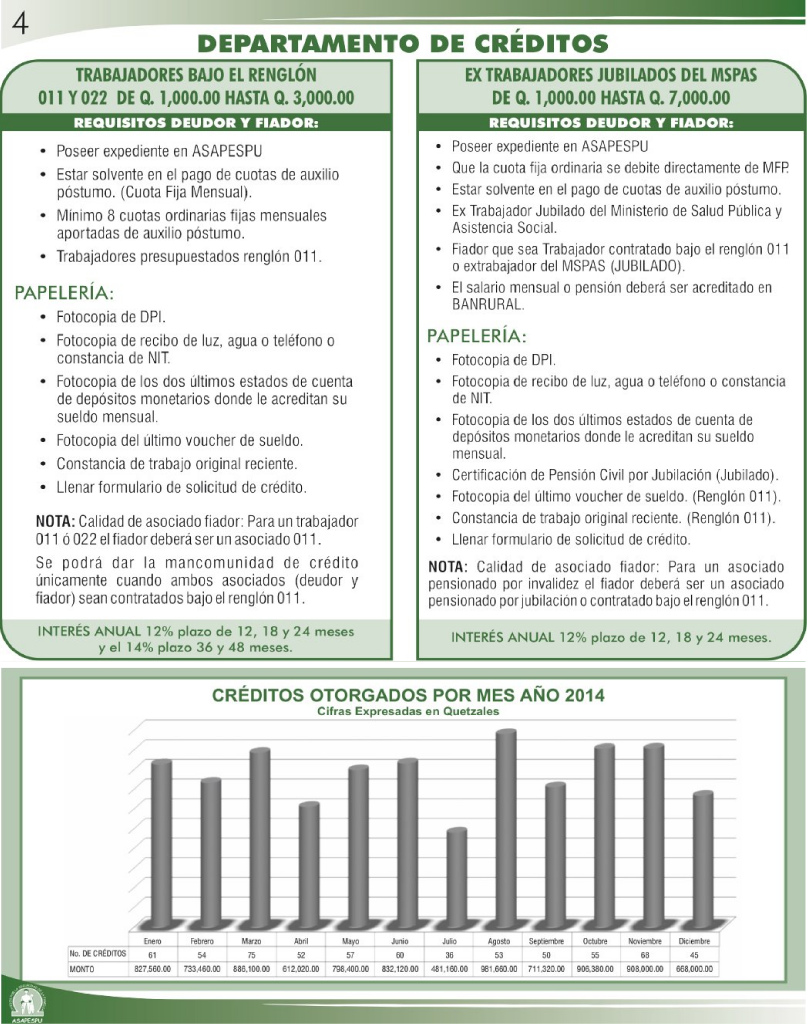 4
DEPARTAMENTO DE CRÉDITOS
TRABAJADORES BAJO EL RENGLÓN
011 Y 022 DE Q. 1,000.00 HASTA Q. 3,000.00
REQUISITOS DEUDOR Y FIADOR:
• Poseer expediente en ASAPESPU
• Estar solvente en el pago de cuotas de auxilio
póstumo. (Cuota Fija Mensual).
• Mínimo 8 cuotas ordinarias fijas mensuales
aportadas de auxilio póstumo.
• Trabajadores presupuestados renglón 011.
PAPELERÍA:
• Fotocopia de DPI.
• Fotocopia de recibo de luz, agua o teléfono o
constancia de NIT.
• Fotocopia de los dos últimos estados de cuenta
de depósitos monetarios donde le acreditan su
sueldo mensual.
• Fotocopia del último voucher de sueldo.
• Constancia de trabajo original reciente.
• Llenar formulario de solicitud de crédito.
NOTA: Calidad de asociado fiador: Para un trabajador
011 ó 022 el fiador deberá ser un asociado 011.
Se podrá dar la mancomunidad de crédito
únicamente cuando ambos asociados (deudor y
fiador) sean contratados bajo el renglón 011.
INTERÉS ANUAL 12% plazo de 12, 18 y 24 meses
y el 14% plazo 36 y 48 meses.
EX TRABAJADORES JUBILADOS DEL MSPAS
DE Q. 1,000.00 HASTA Q. 7,000.00
REQUISITOS DEUDOR Y FIADOR:
• Poseer expediente en ASAPESPU
• Que la cuota fija ordinaria se debite directamente de MFP.
• Estar solvente en el pago de cuotas de auxilio póstumo.
• Ex Trabajador Jubilado del Ministerio de Salud Pública y
Asistencia Social.
• Fiador que sea Trabajador contratado bajo el renglón 011
o extrabajador del MSPAS (JUBILADO).
• El salario mensual o pensión deberá ser acreditado en
BANRURAL.
PAPELERÍA:
• Fotocopia de DPI.
• Fotocopia de recibo de luz, agua o teléfono o constancia
de NIT.
• Fotocopia de los dos últimos estados de cuenta de
depósitos monetarios donde le acreditan su sueldo
mensual.
• Certificación de Pensión Civil por Jubilación (Jubilado).
• Fotocopia del último voucher de sueldo. (Renglón 011).
• Constancia de trabajo original reciente. (Renglón 011).
• Llenar formulario de solicitud de crédito.
NOTA: Calidad de asociado fiador: Para un asociado
pensionado por invalidez el fiador deberá ser un asociado
pensionado por jubilación o contratado bajo el renglón 011.
INTERÉS ANUAL 12% plazo de 12, 18 y 24 meses.
CRÉDITOS OTORGADOS POR MES AÑO 2014
Cifras Expresadas en Quetzales
Enero Febrero Marzo Abril Mayo Junio Julio Agosto Septiembre Octubre Noviembre Diciembre
No. DE CRÉDITOS 61 54 75 52 57 60 36 53 50 55 68 45
MONTO 827,560.00 733,460.00 886,100.00 612,020.00 798,400.00 832,120.00 481,160.00 981,660.00 711,320.00 906,380.00 908,000.00 668,000.00
ASAPESPU